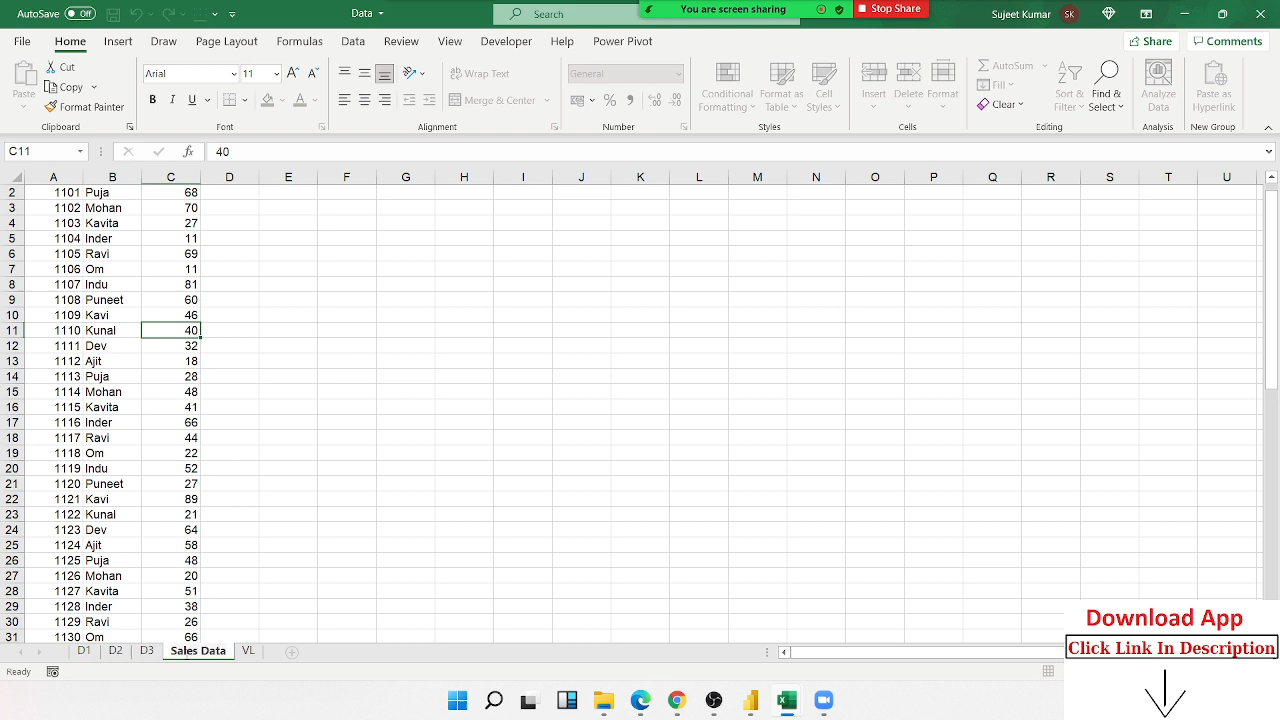 AutoSave Off Data Search You are screen sharing Stop Share Sujeet Kumar SK
File Home Insert Draw Page Layout Formulas Data Review View Developer Help Power Pivot Share Comments
Paste Cut Copy Format Painter Clipboard
Arial 11 B I U Font
Wrap Text Merge & Center Alignment
General Number
Conditional Formatting Format as Table Cell Styles Styles
Insert Delete Format Cells
AutoSum Fill Clear Sort & Filter Find & Select Editing
Analyze Data Analysis
Paste as Hyperlink New Group
C11 fx 40
A B C D E F G H I J K L M N O P Q R S T U
2 1101 Puja 68
3 1102 Mohan 70
4 1103 Kavita 27
5 1104 Inder 11
6 1105 Ravi 69
7 1106 Om 11
8 1107 Indu 81
9 1108 Puneet 60
10 1109 Kavi 46
11 1110 Kunal 40
12 1111 Dev 32
13 1112 Ajit 18
14 1113 Puja 28
15 1114 Mohan 48
16 1115 Kavita 41
17 1116 Inder 66
18 1117 Ravi 44
19 1118 Om 22
20 1119 Indu 52
21 1120 Puneet 27
22 1121 Kavi 89
23 1122 Kunal 21
24 1123 Dev 64
25 1124 Ajit 58
26 1125 Puja 48
27 1126 Mohan 20
28 1127 Kavita 51
29 1128 Inder 38
30 1129 Ravi 26
31 1130 Om 66
Download App
Click Link In Description
D1 D2 D3 Sales Data VL
Ready